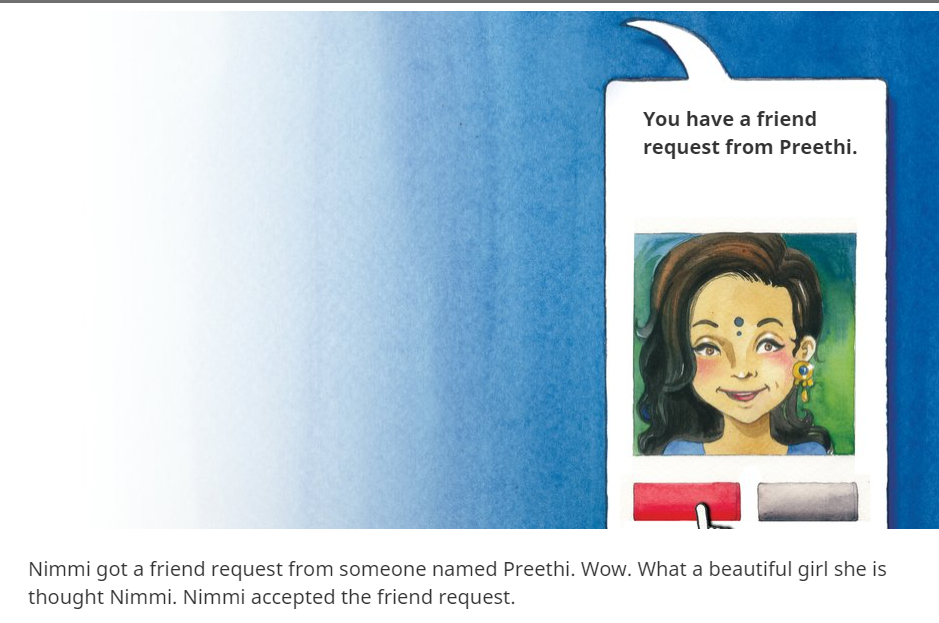 You have a friend
request from Preethi.
Nimmi got a friend request from someone named Preethi. Wow. What a beautiful girl she is
thought Nimmi. Nimmi accepted the friend request.